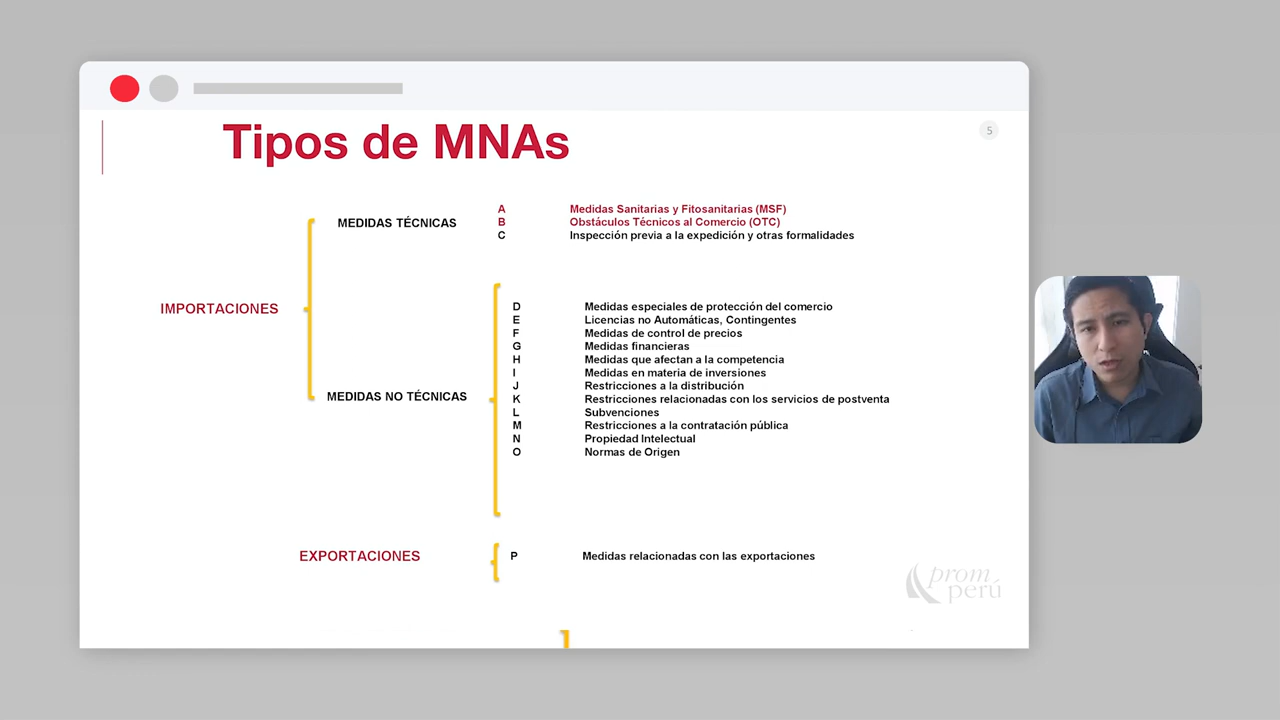 Tipos de MNAs
5
IMPORTACIONES
MEDIDAS TÉCNICAS
A Medidas Sanitarias y Fitosanitarias (MSF)
B Obstáculos Técnicos al Comercio (OTC)
C Inspección previa a la expedición y otras formalidades
MEDIDAS NO TÉCNICAS
D Medidas especiales de protección del comercio
E Licencias no Automáticas, Contingentes
F Medidas de control de precios
G Medidas financieras
H Medidas que afectan a la competencia
I Medidas en materia de inversiones
J Restricciones a la distribución
K Restricciones relacionadas con los servicios de postventa
L Subvenciones
M Restricciones a la contratación pública
N Propiedad Intelectual
O Normas de Origen
EXPORTACIONES
P Medidas relacionadas con las exportaciones
prom
perú